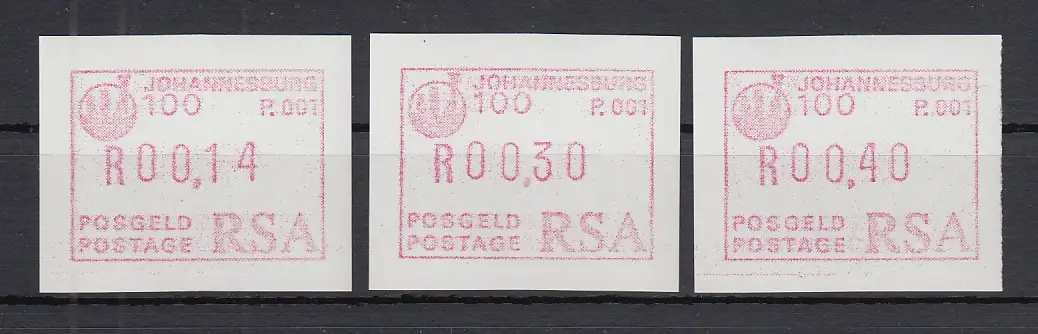 JOHANNESBURG
100 P.001
R00,14
POSGELD
POSTAGE RSA
JOHANNESBURG
100 P.001
R00,30
POSGELD
POSTAGE RSA
JOHANNESBURG
100 P.001
R00,40
POSGELD
POSTAGE RSA